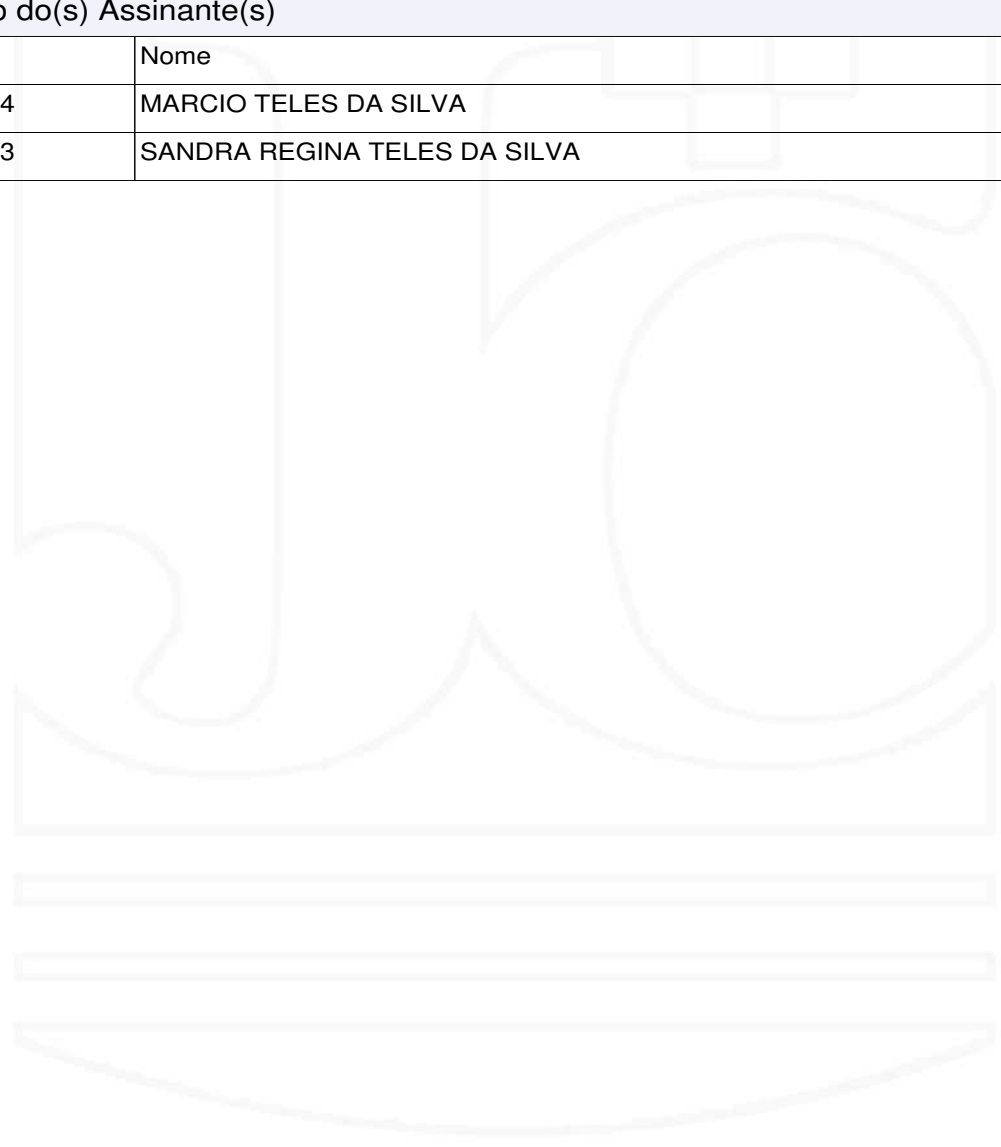 o do(s) Assinante(s)
Nome
4 MARCIO TELES DA SILVA
3 SANDRA REGINA TELES DA SILVA